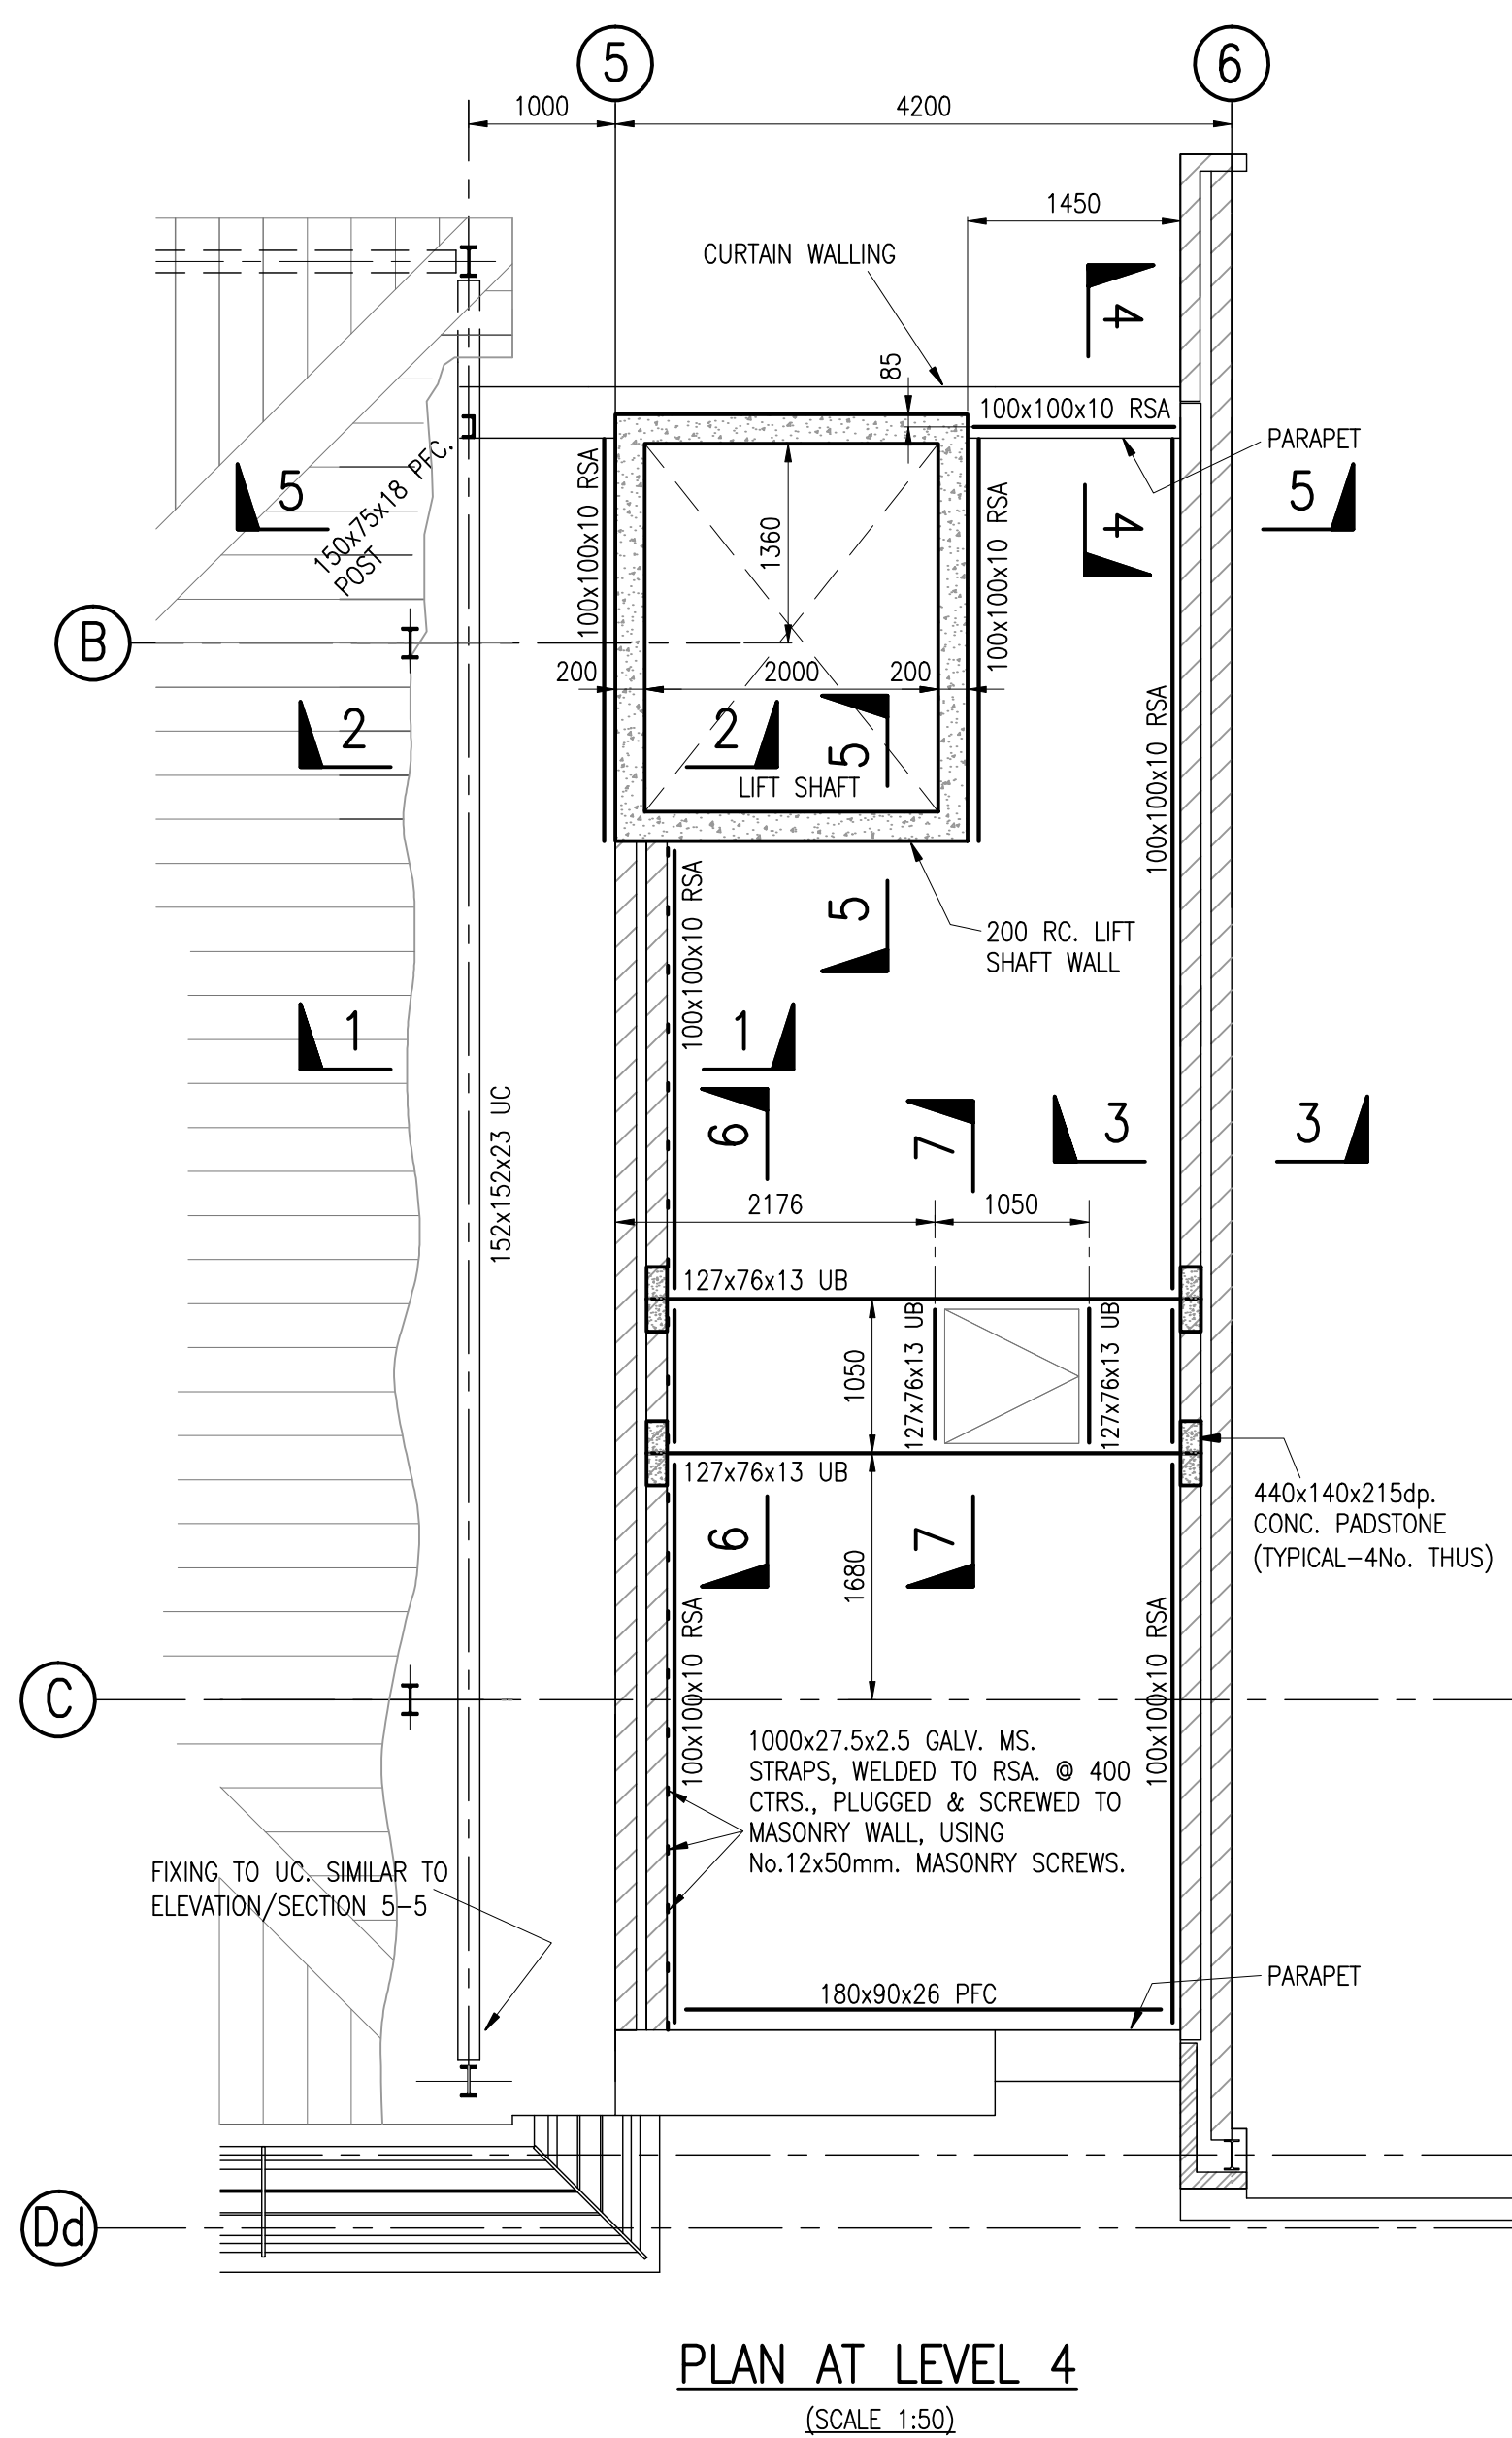 5
6
1000
4200
1450
CURTAIN WALLING
4
85
100x100x10 RSA
PARAPET
5
5
150x75x18 PFC.
POST
100x100x10 RSA
1360
100x100x10 RSA
4
B
200
2000
200
2
2
5
LIFT SHAFT
100x100x10 RSA
100x100x10 RSA
5
200 RC. LIFT
SHAFT WALL
1
1
152x152x23 UC
6
7
3
3
2176
1050
127x76x13 UB
1050
127x76x13 UB
127x76x13 UB
127x76x13 UB
440x140x215dp.
CONC. PADSTONE
(TYPICAL-4No. THUS)
6
7
1680
100x100x10 RSA
100x100x10 RSA
C
1000x27.5x2.5 GALV. MS.
STRAPS, WELDED TO RSA. @ 400
CTRS., PLUGGED & SCREWED TO
MASONRY WALL, USING
No.12x50mm. MASONRY SCREWS.
FIXING TO UC. SIMILAR TO
ELEVATION/SECTION 5-5
180x90x26 PFC
PARAPET
Dd
PLAN AT LEVEL 4
(SCALE 1:50)